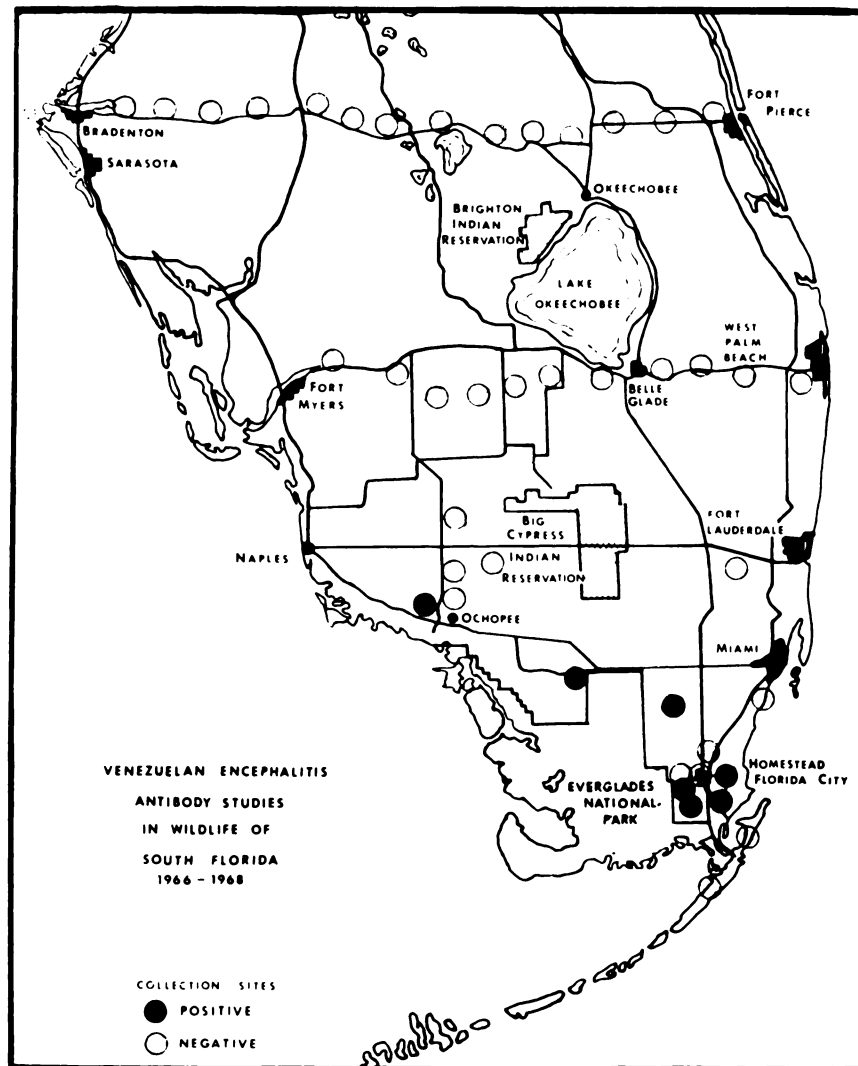 FORT
PIERCE
BRADENTON
SARASOTA
OKEECHOBEE
BRIGHTON
INDIAN
RESERVATION
LAKE
OKEECHOBEE
WEST
PALM
BEACH
FORT
MYERS
BELLE
GLADE
FORT
LAUDERDALE
BIG
CYPRESS
INDIAN
RESERVATION
NAPLES
OCHOPEE
MIAMI
HOMESTEAD
FLORIDA CITY
EVERGLADES
NATIONAL-
PARK
VENEZUELAN ENCEPHALITIS
ANTIBODY STUDIES
IN WILDLIFE OF
SOUTH FLORIDA
1966 - 1968
COLLECTION SITES
POSITIVE
NEGATIVE